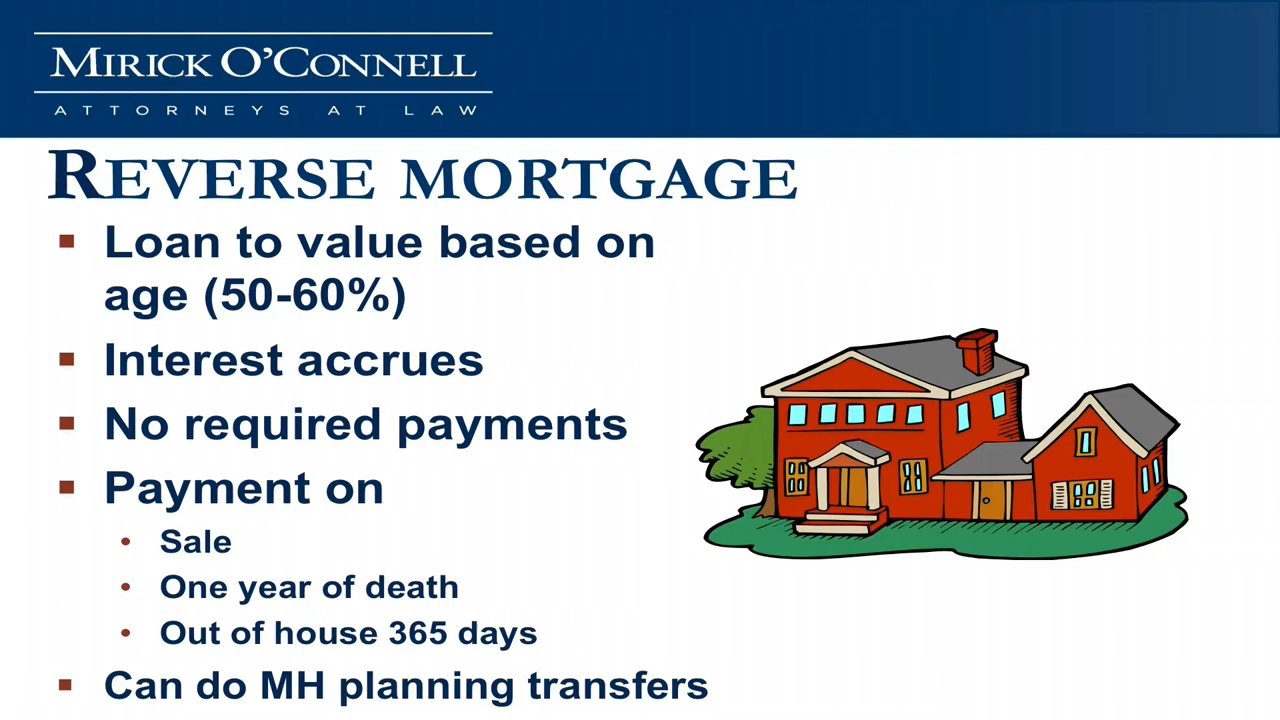 MIRICK O'CONNELL
ATTORNEYS AT LAW
REVERSE MORTGAGE
▪ Loan to value based on
age (50-60%)
▪ Interest accrues
▪ No required payments
▪ Payment on
• Sale
• One year of death
• Out of house 365 days
▪ Can do MH planning transfers